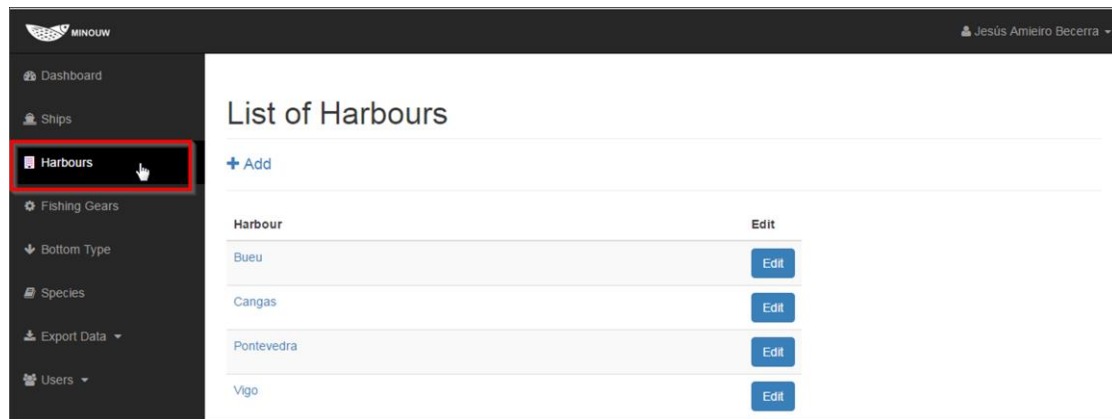 MINOUW
Jesús Amieiro Becerra
Dashboard
Ships
Harbours
Fishing Gears
Bottom Type
Species
Export Data
Users
List of Harbours
+ Add
Harbour Edit
Bueu Edit
Cangas Edit
Pontevedra Edit
Vigo Edit